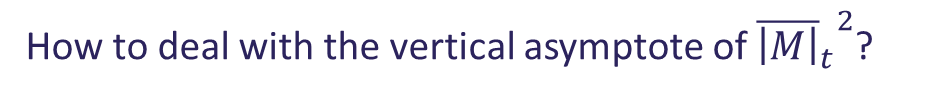 How to deal with the vertical asymptote of $\overline{|M|}_t^2$?